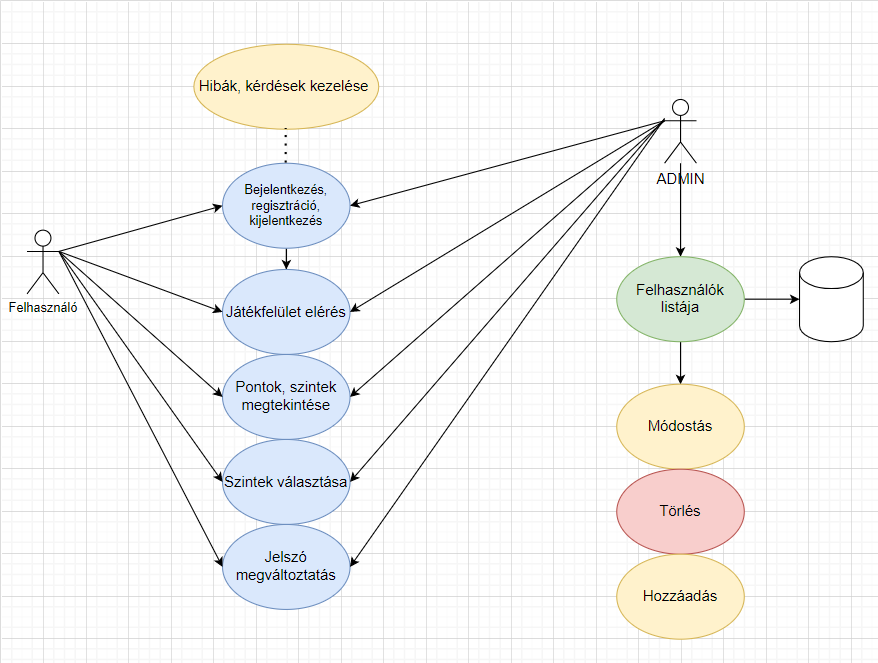 Hibák, kérdések kezelése
Bejelentkezés,
regisztráció,
kijelentkezés
ADMIN
Felhasználó
Játékfelület elérés
Felhasználók
listája
Pontok, szintek
megtekintése
Módostás
Szintek választása
Törlés
Jelszó
megváltoztatás
Hozzáadás